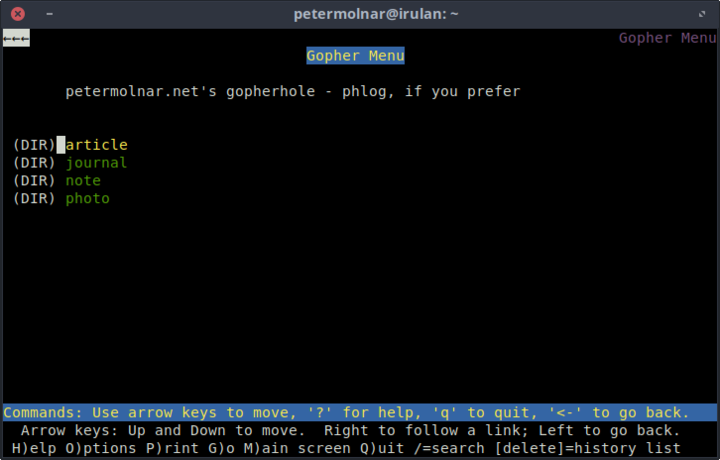 petermolnar@irulan: ~
←←← Gopher Menu
Gopher Menu
petermolnar.net's gopherhole - phlog, if you prefer
(DIR) article
(DIR) journal
(DIR) note
(DIR) photo
Commands: Use arrow keys to move, '?' for help, 'q' to quit, '<-' to go back.
Arrow keys: Up and Down to move.  Right to follow a link; Left to go back.
H)elp O)ptions P)rint G)o M)ain screen Q)uit /=search [delete]=history list